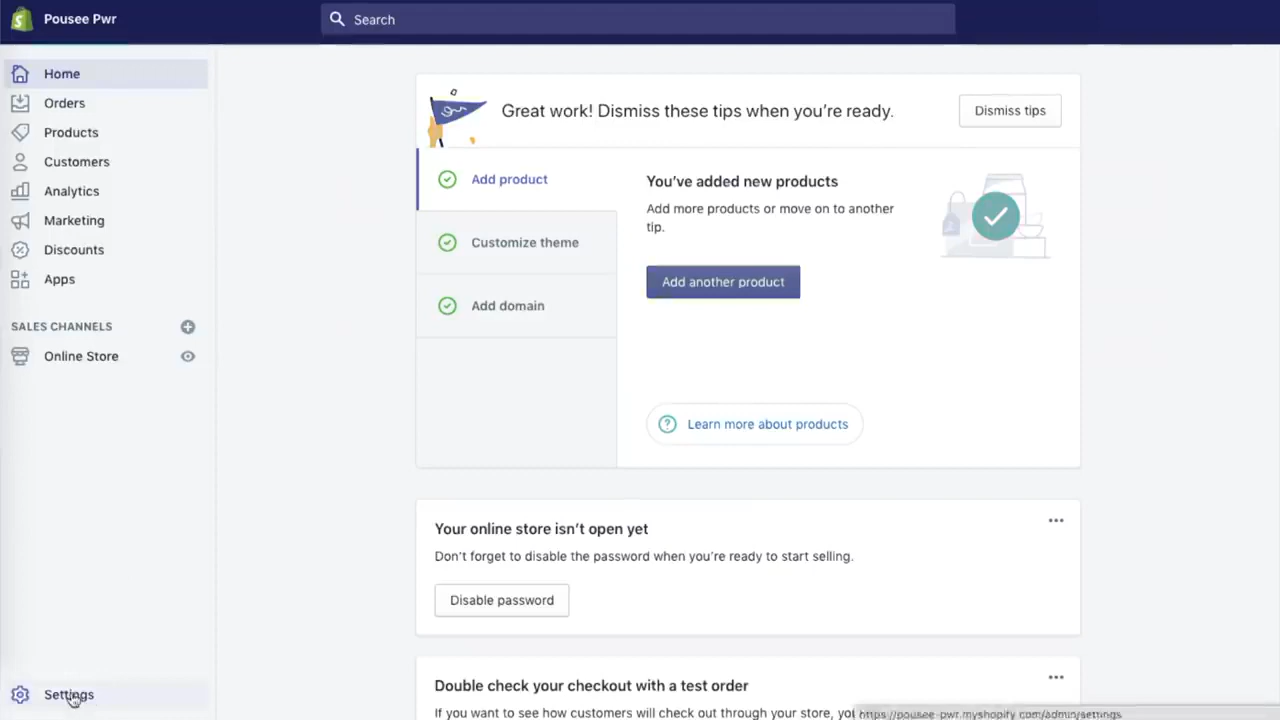 Pousee Pwr
Search
Home
Orders
Products
Customers
Analytics
Marketing
Discounts
Apps
SALES CHANNELS
Online Store
Settings
Great work! Dismiss these tips when you're ready.
Dismiss tips
Add product
Customize theme
Add domain
You've added new products
Add more products or move on to another
tip.
Add another product
Learn more about products
Your online store isn't open yet
Don't forget to disable the password when you're ready to start selling.
Disable password
Double check your checkout with a test order
If you want to see how customers will check out through your store, you
https://pousee-pwr.myshopify.com/admin/settings